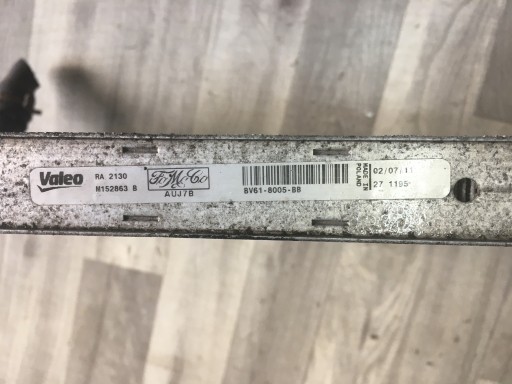 Valeo
RA 2130
M152863 B
FoMoCo
AUJ7B
BV61-8005-BB
MADE IN
POLAND
02/07/11
27 1195